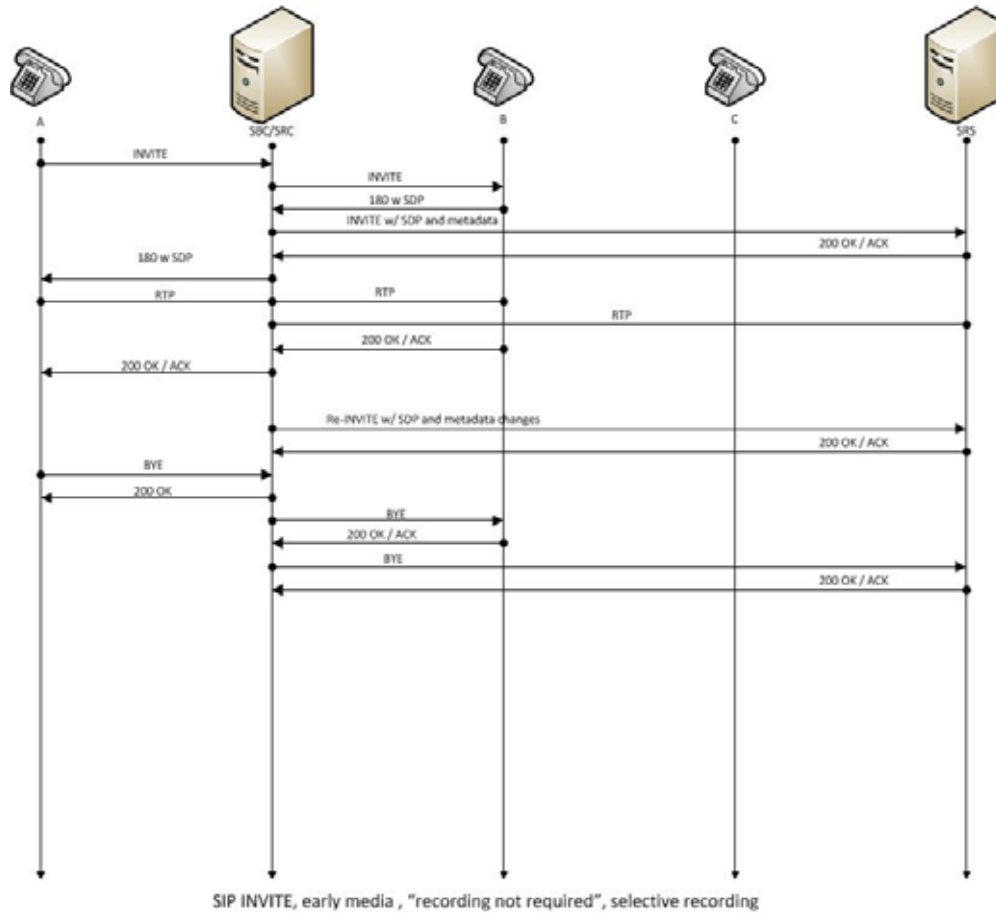 A
SBC/SRC
B
C
SRS
INVITE
INVITE
180 w SDP
INVITE w/ SDP and metadata
200 OK / ACK
180 w SDP
RTP
RTP
RTP
200 OK / ACK
200 OK / ACK
Re-INVITE w/ SDP and metadata changes
200 OK / ACK
BYE
200 OK
BYE
200 OK / ACK
BYE
200 OK / ACK
SIP INVITE, early media , “recording not required”, selective recording